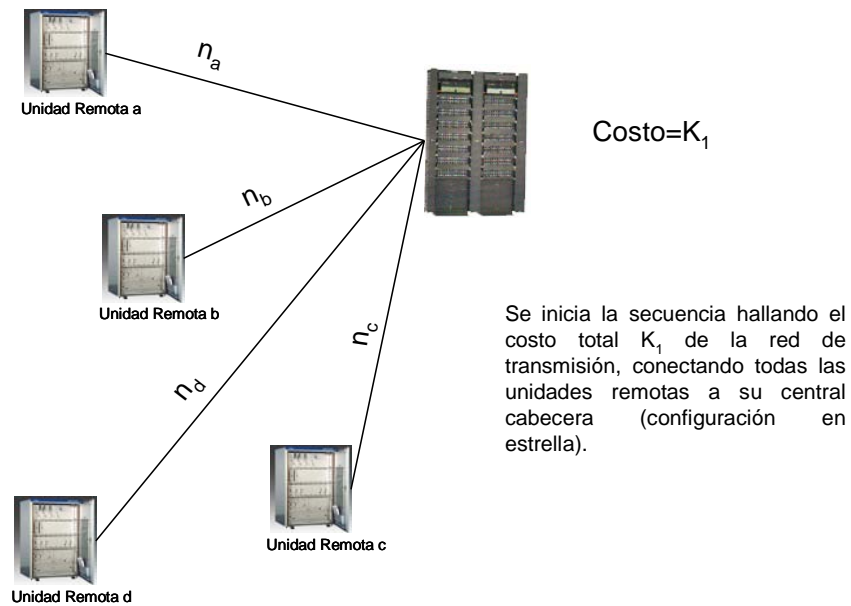 n_a
Unidad Remota a
Costo=K_1
n_b
Unidad Remota b
n_c
n_d
Se inicia la secuencia hallando el
costo total K_1 de la red de
transmisión, conectando todas las
unidades remotas a su central
cabecera (configuración en
estrella).
Unidad Remota c
Unidad Remota d